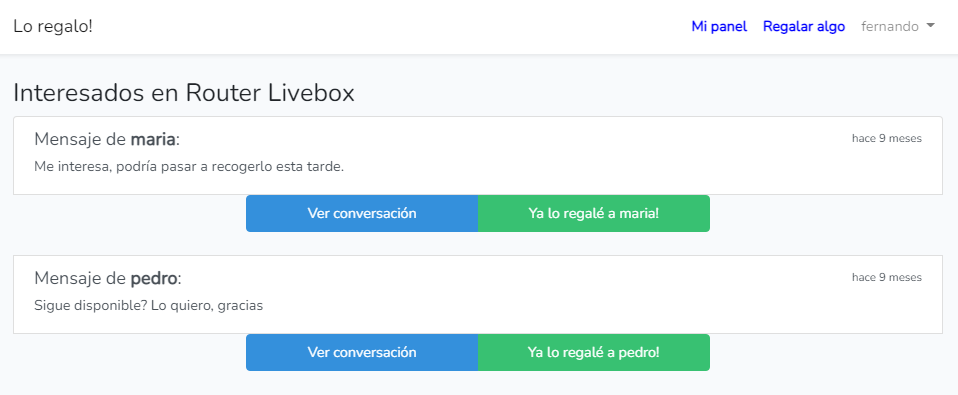 Lo regalo!
Mi panel Regalar algo fernando
Interesados en Router Livebox
Mensaje de maria: hace 9 meses
Me interesa, podría pasar a recogerlo esta tarde.
Ver conversación Ya lo regalé a maria!
Mensaje de pedro: hace 9 meses
Sigue disponible? Lo quiero, gracias
Ver conversación Ya lo regalé a pedro!